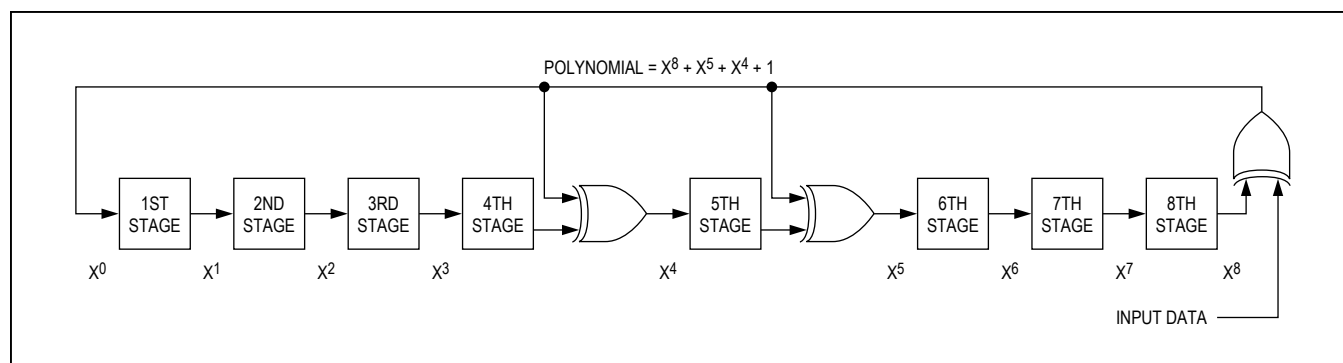 POLYNOMIAL = X⁸ + X⁵ + X⁴ + 1
1ST
STAGE
2ND
STAGE
3RD
STAGE
4TH
STAGE
5TH
STAGE
6TH
STAGE
7TH
STAGE
8TH
STAGE
X⁰
X¹
X²
X³
X⁴
X⁵
X⁶
X⁷
X⁸
INPUT DATA